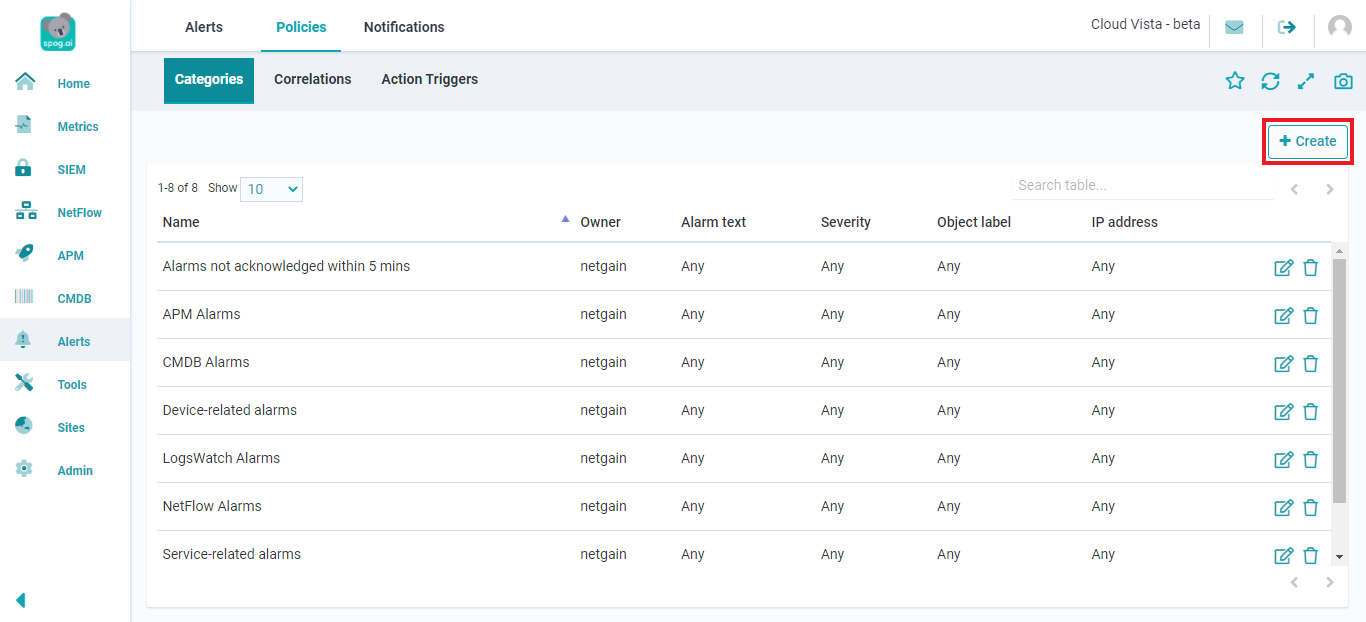 spog.ai
Alerts Policies Notifications
Cloud Vista - beta
Categories Correlations Action Triggers
Home
Metrics
SIEM
NetFlow
APM
CMDB
Alerts
Tools
Sites
Admin
+ Create
1-8 of 8 Show 10 Search table...
Name Owner Alarm text Severity Object label IP address
Alarms not acknowledged within 5 mins netgain Any Any Any Any
APM Alarms netgain Any Any Any Any
CMDB Alarms netgain Any Any Any Any
Device-related alarms netgain Any Any Any Any
LogsWatch Alarms netgain Any Any Any Any
NetFlow Alarms netgain Any Any Any Any
Service-related alarms netgain Any Any Any Any